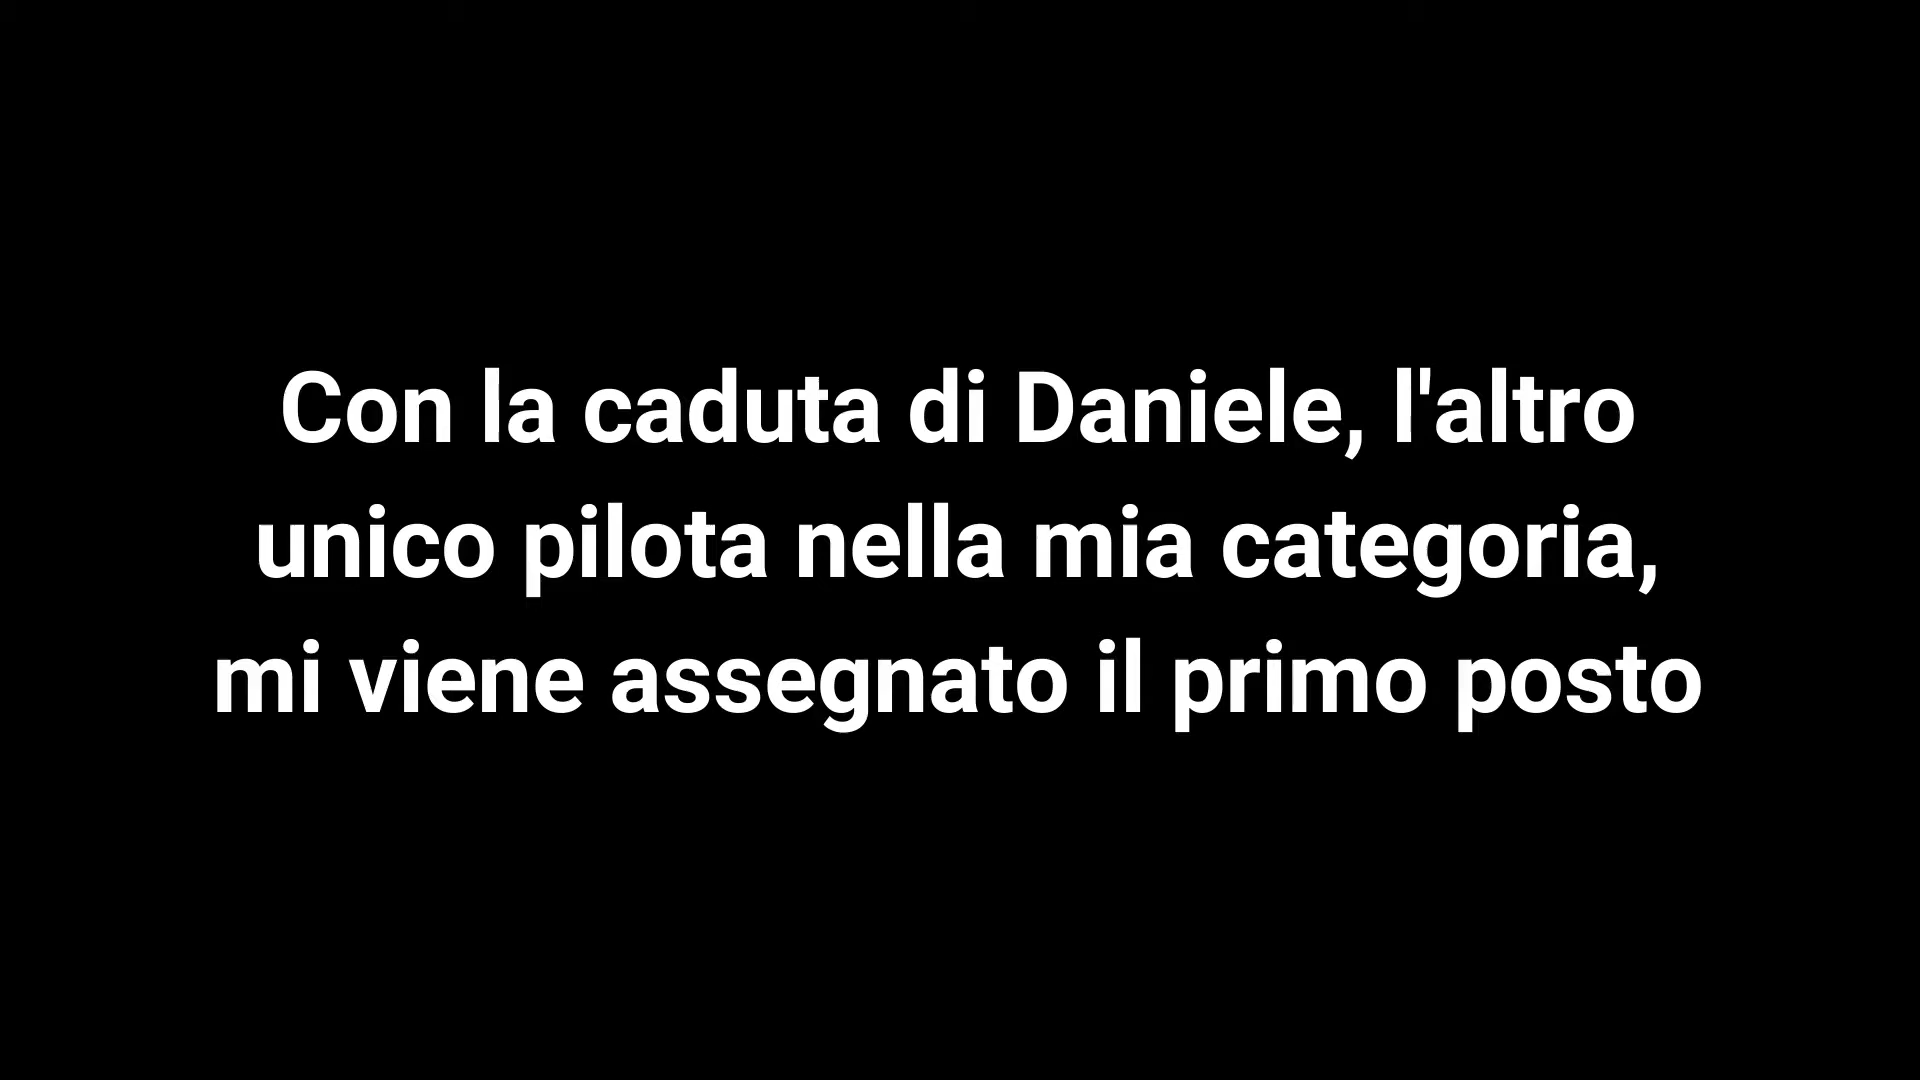 Con la caduta di Daniele, l'altro
unico pilota nella mia categoria,
mi viene assegnato il primo posto